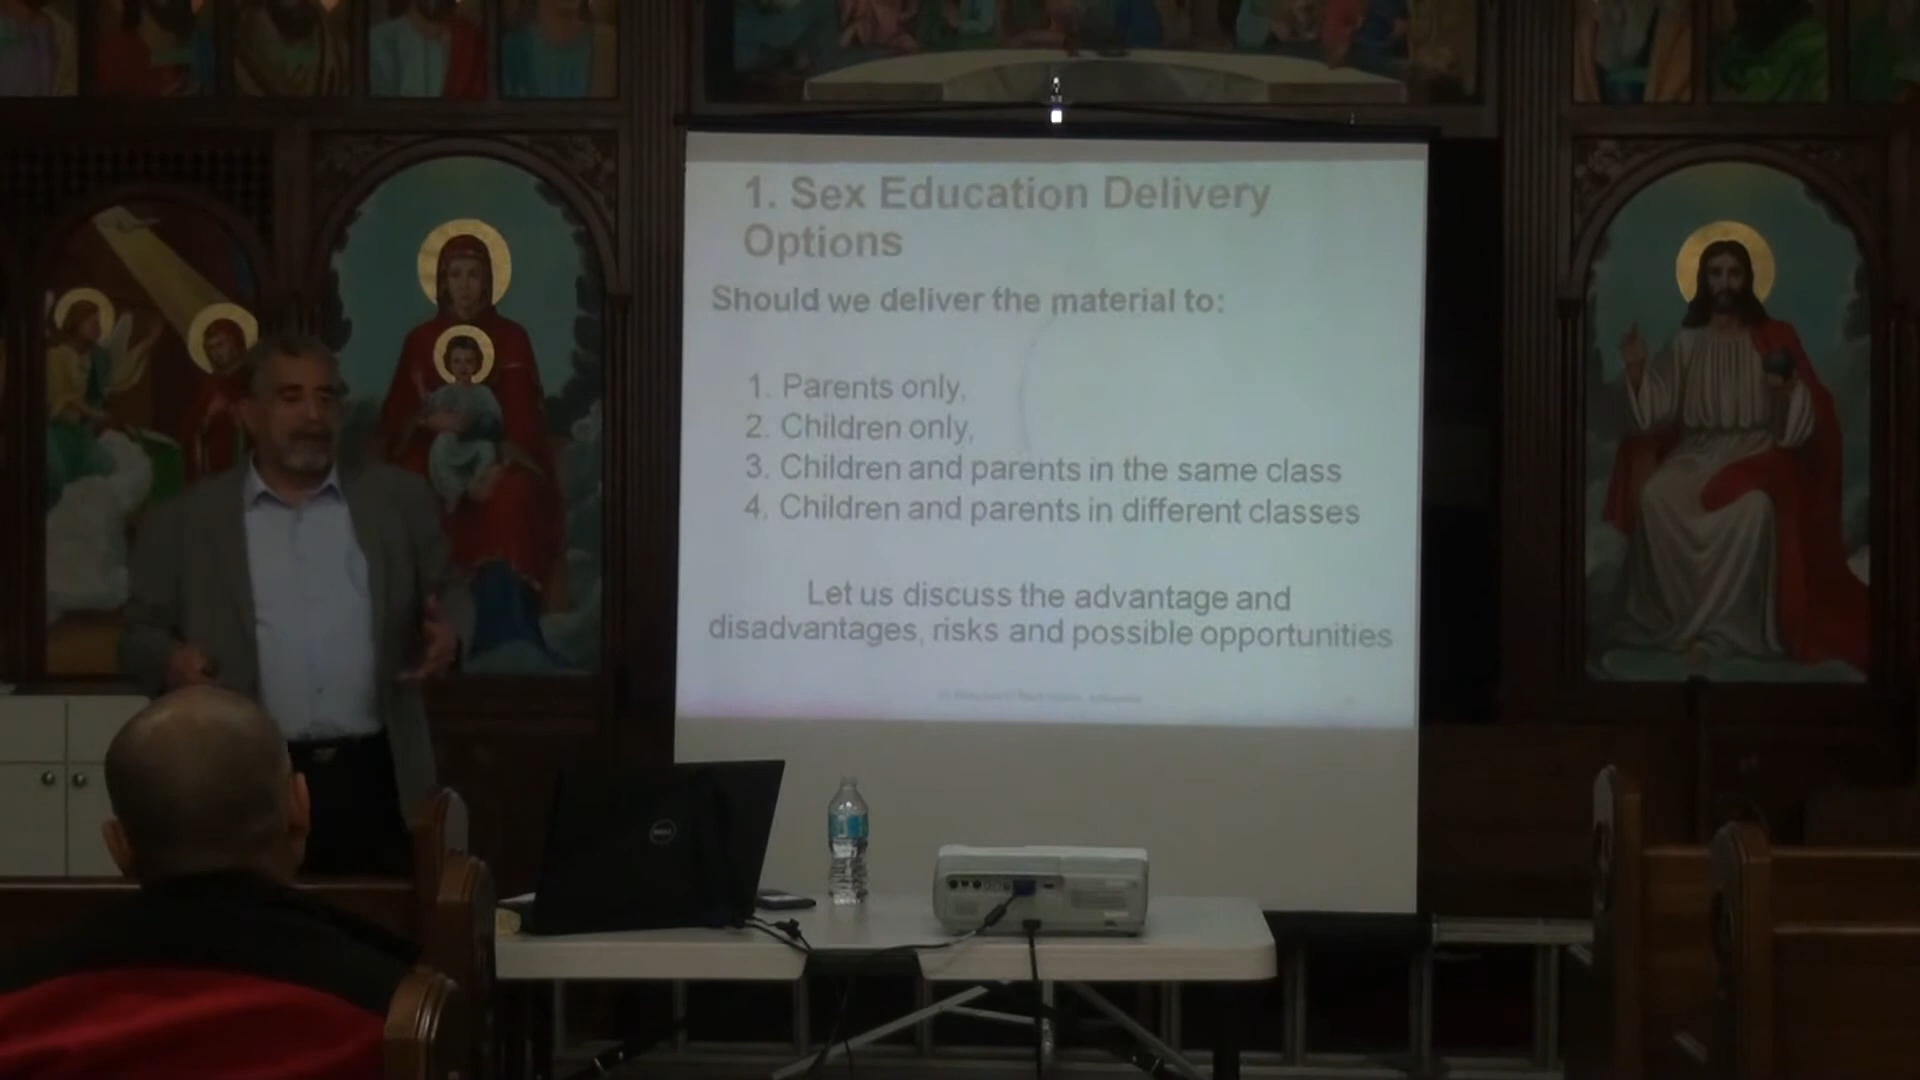 1. Sex Education Delivery
Options
Should we deliver the material to:
1. Parents only,
2. Children only,
3. Children and parents in the same class
4. Children and parents in different classes
Let us discuss the advantage and
disadvantages, risks and possible opportunities
DELL